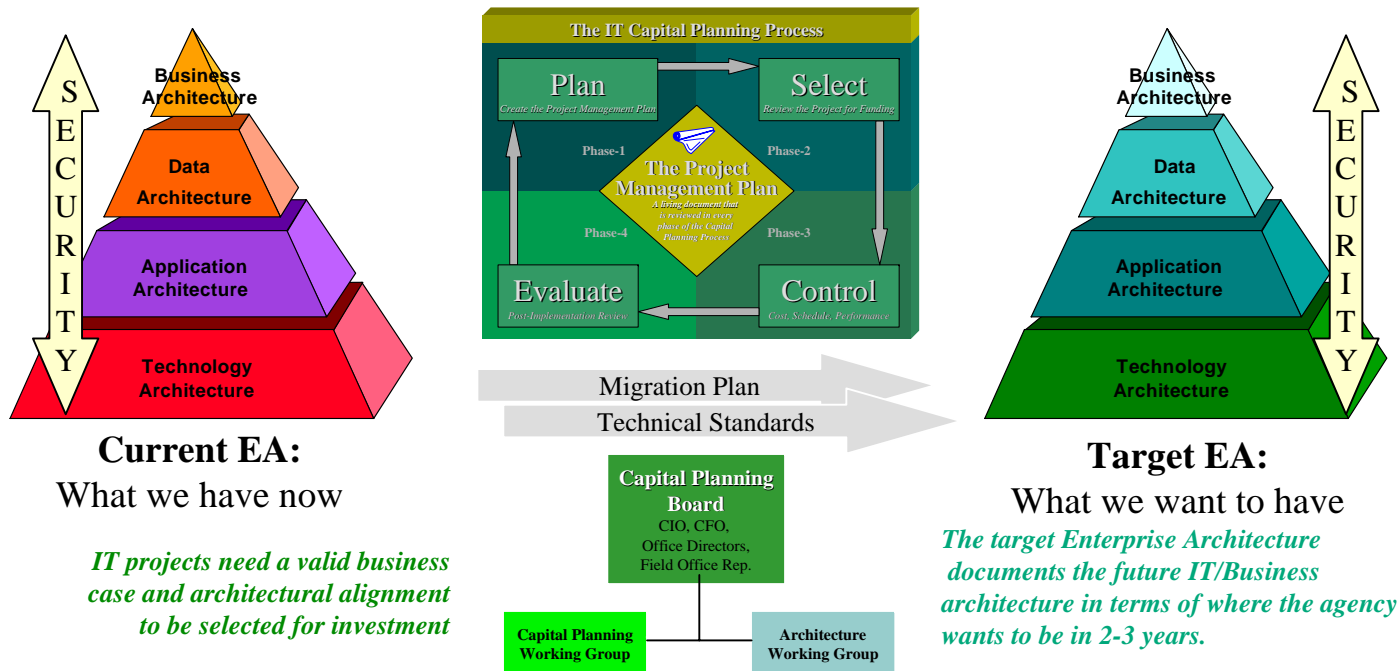 SECURITY
Business
Architecture
Data
Architecture
Application
Architecture
Technology
Architecture
Current EA:
What we have now
IT projects need a valid business
case and architectural alignment
to be selected for investment
The IT Capital Planning Process
Plan
Create the Project Management Plan
Select
Review the Project for Funding
Phase-1
Phase-2
The Project
Management Plan
A living document that
is reviewed in every
phase of the Capital
Planning Process
Phase-4
Phase-3
Evaluate
Post-Implementation Review
Control
Cost, Schedule, Performance
Migration Plan
Technical Standards
Capital Planning
Board
CIO, CFO,
Office Directors,
Field Office Rep.
Capital Planning
Working Group
Architecture
Working Group
Business
Architecture
Data
Architecture
Application
Architecture
Technology
Architecture
SECURITY
Target EA:
What we want to have
The target Enterprise Architecture
documents the future IT/Business
architecture in terms of where the agency
wants to be in 2-3 years.